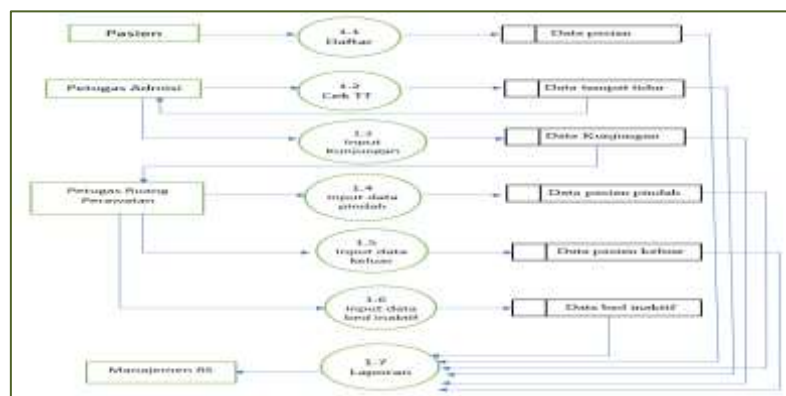 Pasien
1.1
Daftar
Data pasien
Petugas Admisi
1.2
Cek TT
Data tempat tidur
1.3
Input
Kunjungan
Data Kunjungan
Petugas Ruang
Perawatan
1.4
Input data
pindah
Data pasien pindah
1.5
Input data
keluar
Data pasien keluar
1.6
Input data
bed inaktif
Data bed inaktif
1.7
Laporan
Manajemen RS